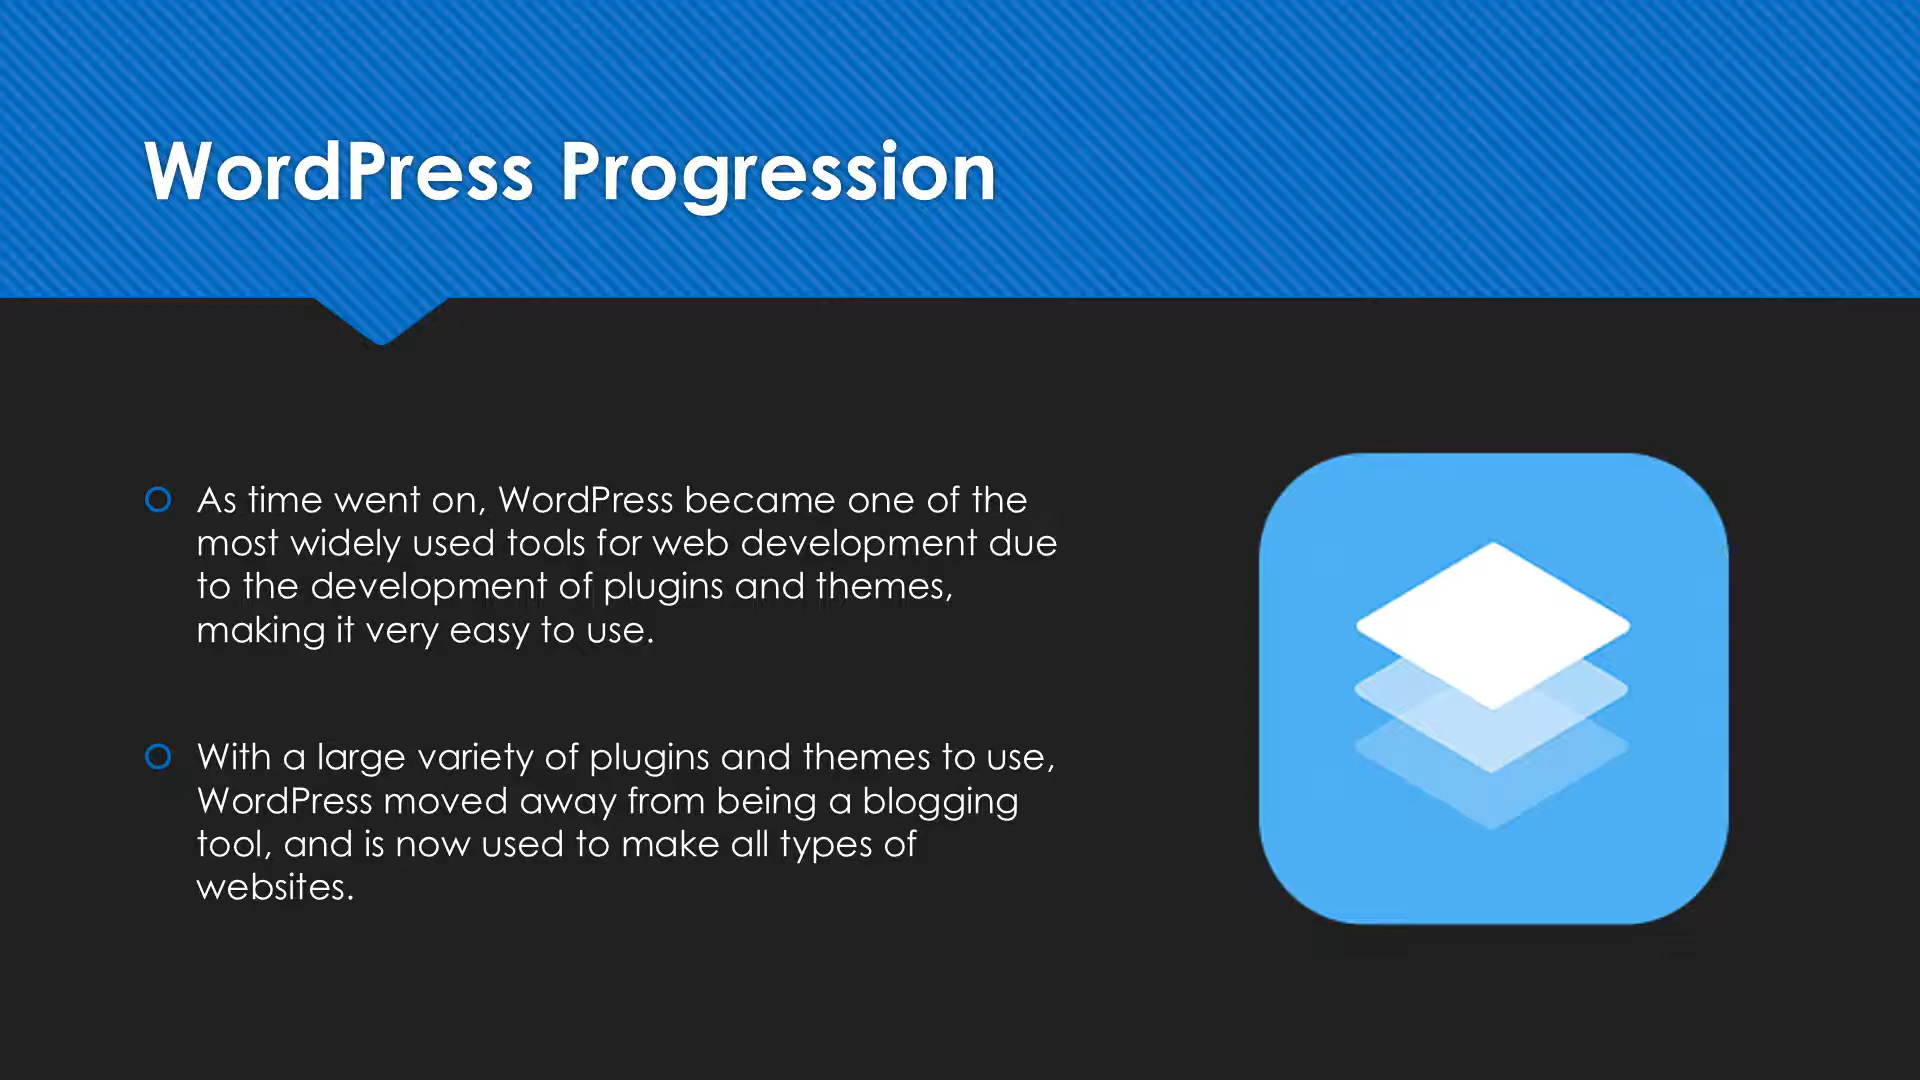 WordPress Progression
As time went on, WordPress became one of the
most widely used tools for web development due
to the development of plugins and themes,
making it very easy to use.
With a large variety of plugins and themes to use,
WordPress moved away from being a blogging
tool, and is now used to make all types of
websites.